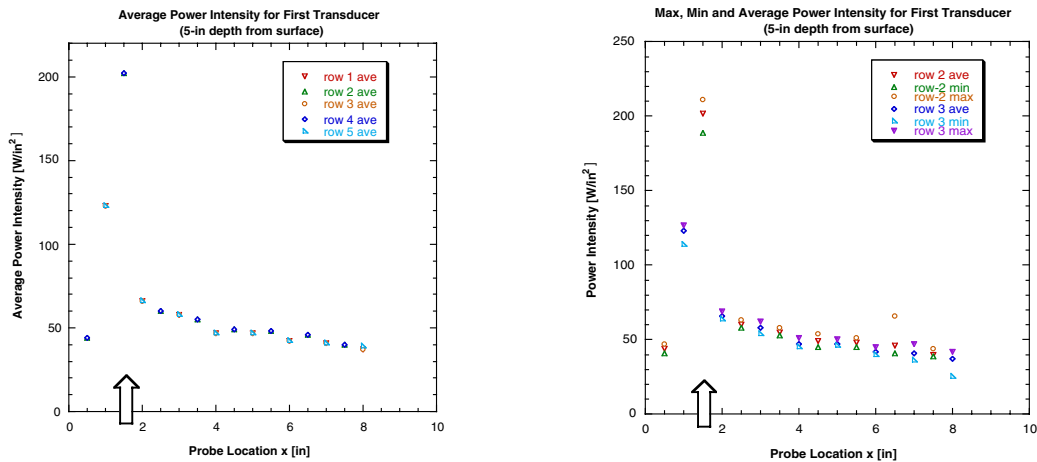 Average Power Intensity for First Transducer
(5-in depth from surface)
Average Power Intensity [W/in2]
200
150
100
50
0
row 1 ave
row 2 ave
row 3 ave
row 4 ave
row 5 ave
0 2 4 6 8 10
Probe Location x [in]
Max, Min and Average Power Intensity for First Transducer
(5-in depth from surface)
Power Intensity [W/in2]
250
200
150
100
50
0
row 2 ave
row-2 min
row-2 max
row 3 ave
row 3 min
row 3 max
0 2 4 6 8 10
Probe Location x [in]